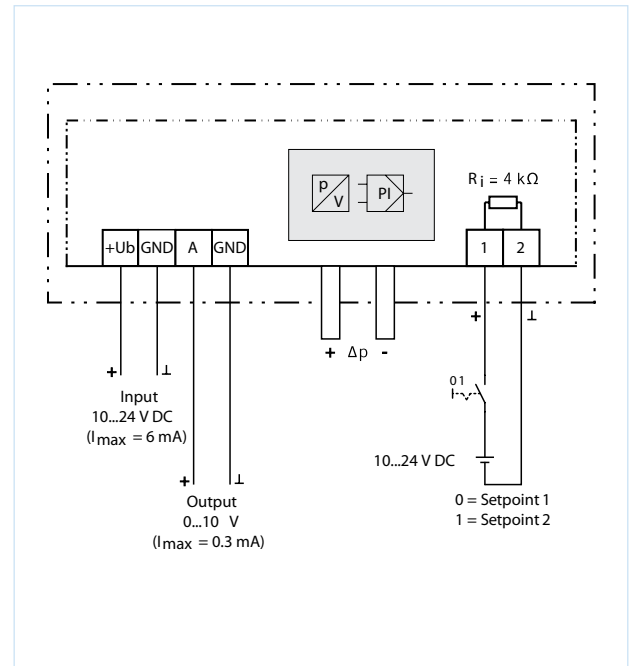 p
V
PI
R i = 4 kΩ
+Ub GND A GND
1 2
+ ⊥
+ Δp -
0 1
+ ⊥
Input
10...24 V DC
(I max = 6 mA)
10...24 V DC
+ ⊥
Output
0...10 V
(I max = 0.3 mA)
0 = Setpoint 1
1 = Setpoint 2